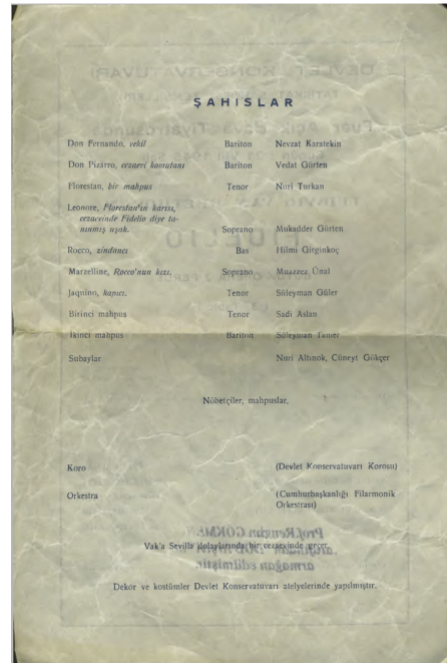 ŞAHISLAR
Don Fernando, vekil Bariton Nevzat Karatekin
Don Pizarro, cezaevi komutanı Bariton Vedat Gürten
Florestan, bir mahpus Tenor Nuri Turkan
Leonore, Florestan'ın karısı,
cezaevinde Fidelio diye ta-
nınmış uşak. Soprano Mukadder Gürten
Rocco, zindancı Bas Hilmi Girginkoç
Marzelline, Rocco'nun kızı. Soprano Muazzez Ünal
Jaquino, kapıcı. Tenor Süleyman Güler
Birinci mahpus Tenor Sadi Aslan
İkinci mahpus Bariton Süleyman Tamer
Subaylar Nuri Altınok, Cüneyt Gökçer
Nöbetçiler, mahpuslar,
Koro (Devlet Konservatuvarı Korosu)
Orkestra (Cumhurbaşkanlığı Filarmonik
Orkestrası)
Vak'a Sevilla dolaylarında bir cezaevinde geçer.
Dekor ve kostümler Devlet Konservatuvarı atelyelerinde yapılmıştır.